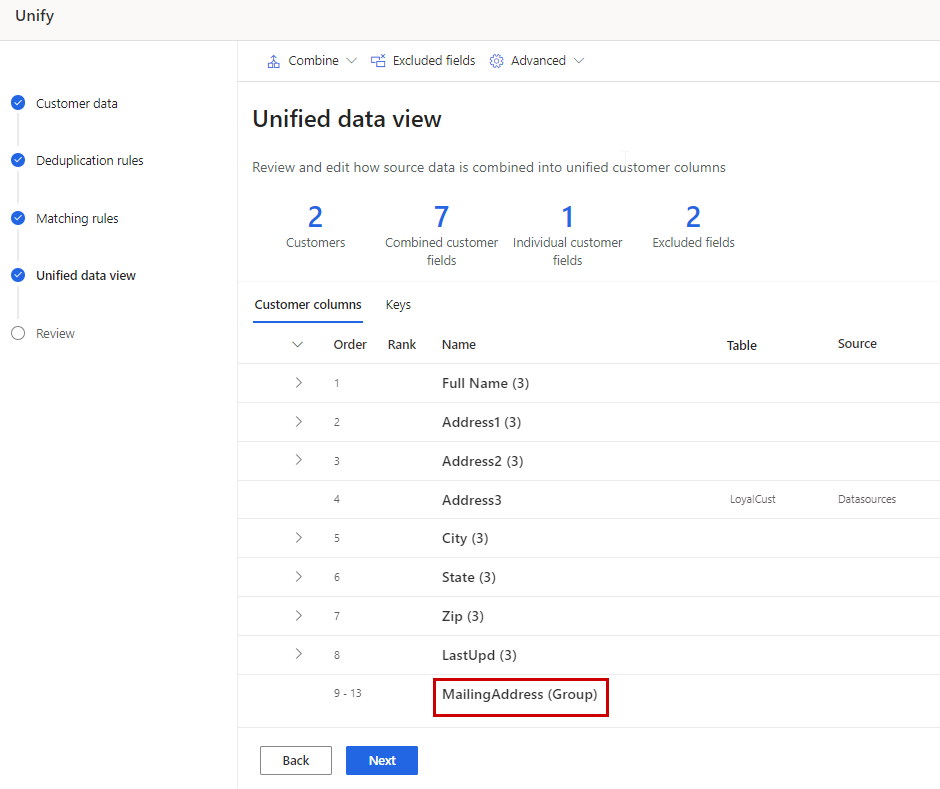 Unify
Combine Excluded fields Advanced
Customer data
Deduplication rules
Matching rules
Unified data view
Review
Unified data view
Review and edit how source data is combined into unified customer columns
2 7 1 2
Customers Combined customer fields Individual customer fields Excluded fields
Customer columns Keys
Order Rank Name Table Source
1 Full Name (3)
2 Address1 (3)
3 Address2 (3)
4 Address3 LoyalCust Datasources
5 City (3)
6 State (3)
7 Zip (3)
8 LastUpd (3)
9 - 13 MailingAddress (Group)
Back Next